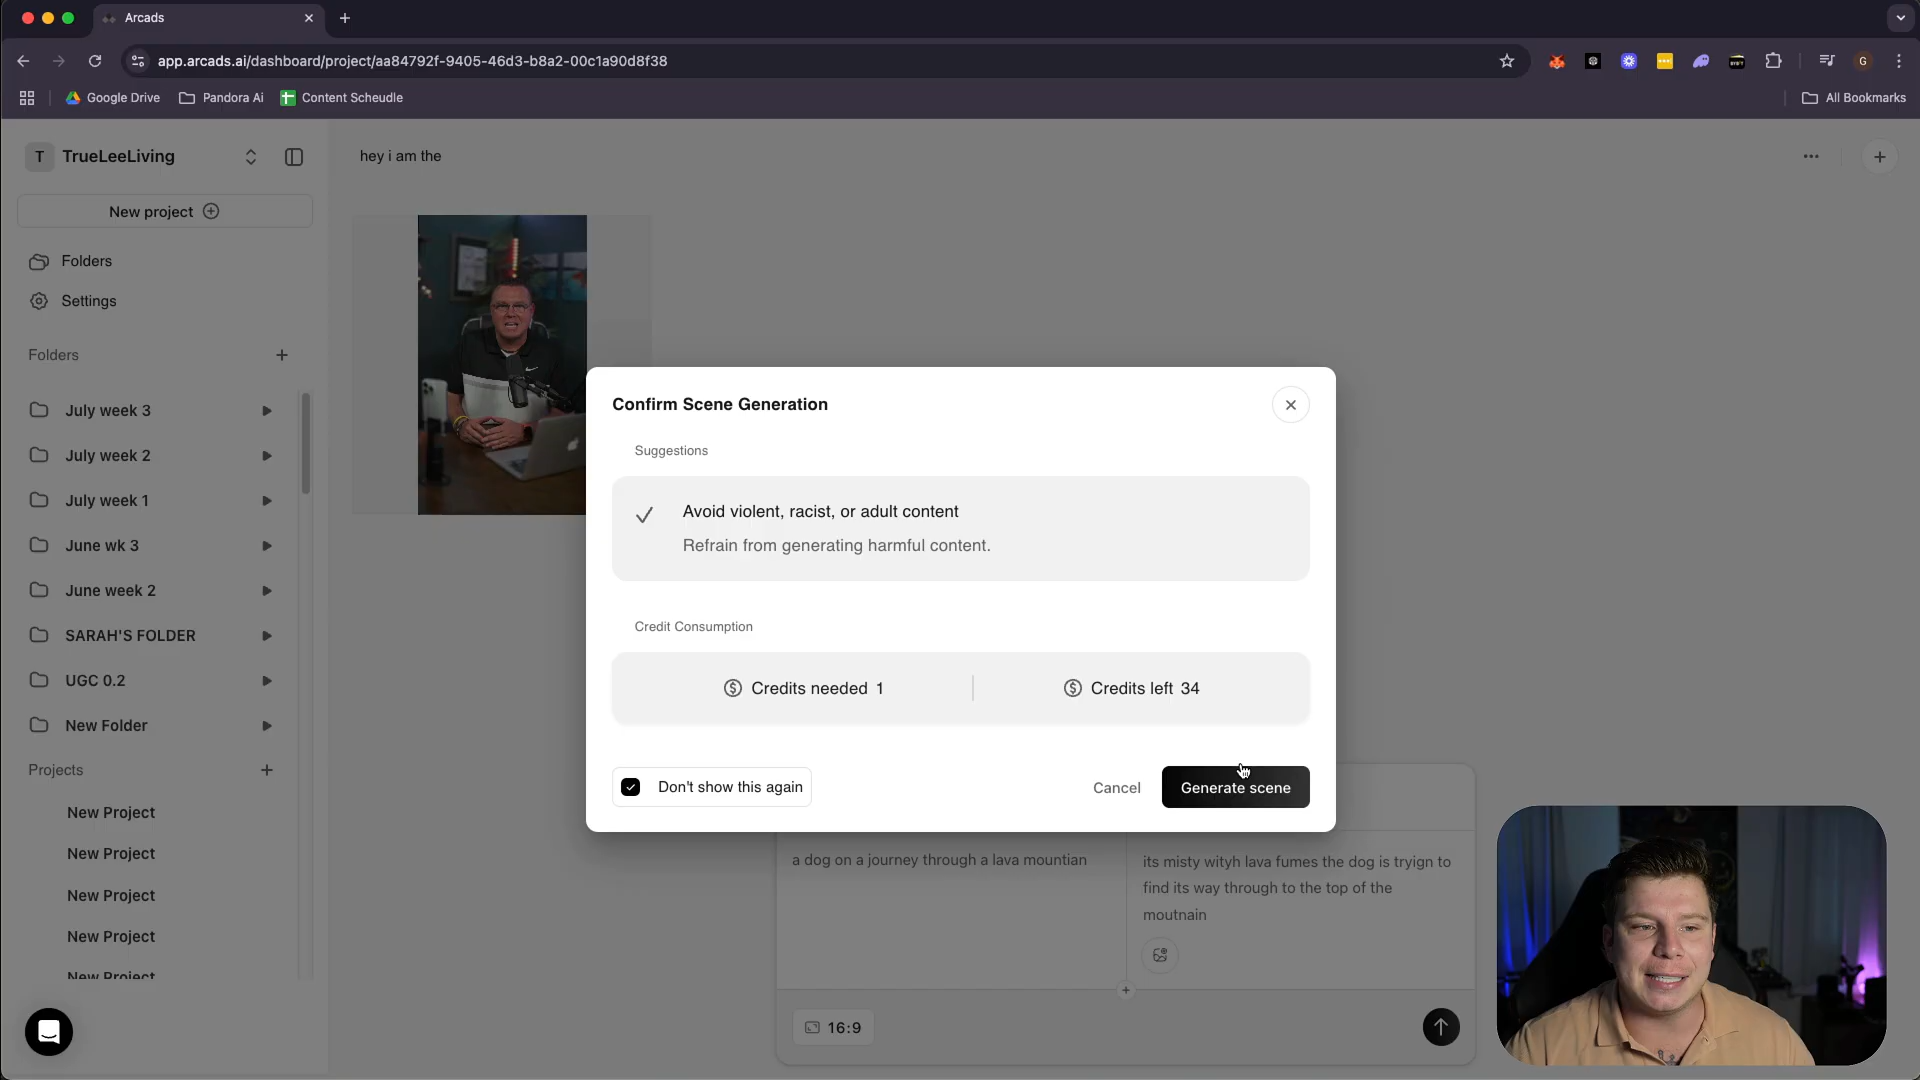 Arcads
app.arcads.ai/dashboard/project/aa84792f-9405-46d3-b8a2-00c1a90d8f38
G
Google Drive
Pandora Ai
Content Scheudle
All Bookmarks
T
TrueLeeLiving
hey i am the
New project
Folders
Settings
Folders
July week 3
July week 2
July week 1
June wk 3
June week 2
SARAH'S FOLDER
UGC 0.2
New Folder
Projects
New Project
New Project
New Project
New Project
New Project
Confirm Scene Generation
Suggestions
Avoid violent, racist, or adult content
Refrain from generating harmful content.
Credit Consumption
Credits needed 1
Credits left 34
Don't show this again
Cancel
Generate scene
a dog on a journey through a lava mountian
its misty wityh lava fumes the dog is tryign to
find its way through to the top of the
moutnain
16:9